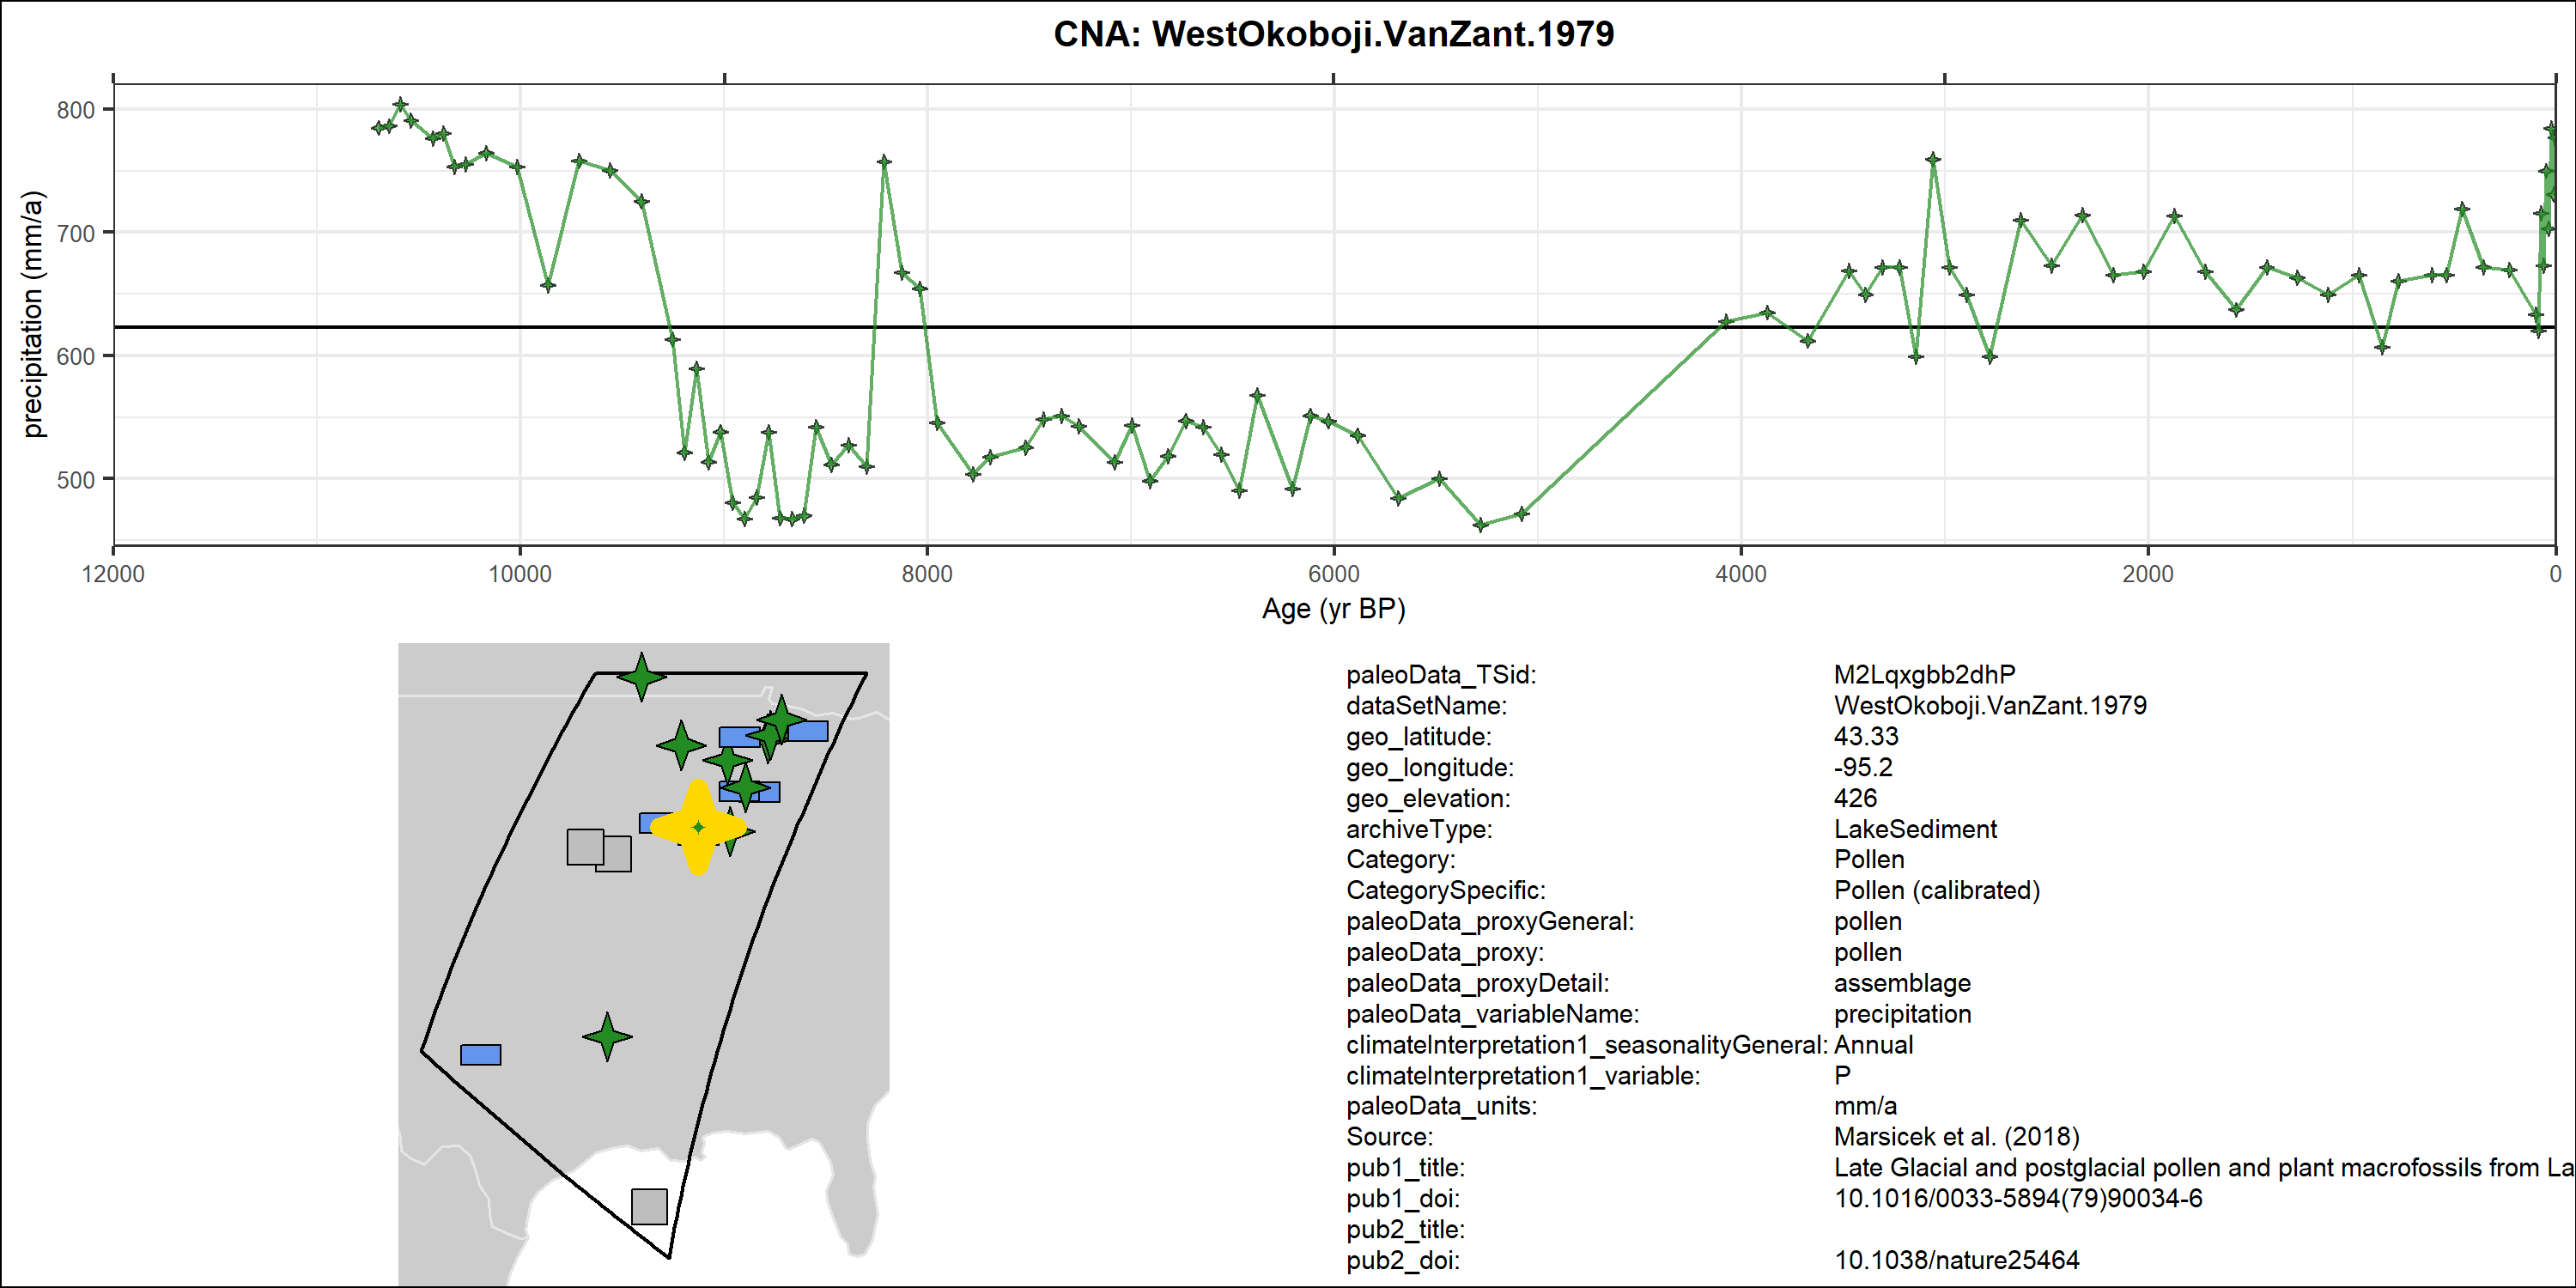 CNA: WestOkoboji.VanZant.1979
precipitation (mm/a)
800
700
600
500
12000 10000 8000 6000 4000 2000 0
Age (yr BP)
paleoData_TSid: M2Lqxgbb2dhP
dataSetName: WestOkoboji.VanZant.1979
geo_latitude: 43.33
geo_longitude: -95.2
geo_elevation: 426
archiveType: LakeSediment
Category: Pollen
CategorySpecific: Pollen (calibrated)
paleoData_proxyGeneral: pollen
paleoData_proxy: pollen
paleoData_proxyDetail: assemblage
paleoData_variableName: precipitation
climateInterpretation1_seasonalityGeneral: Annual
climateInterpretation1_variable: P
paleoData_units: mm/a
Source: Marsicek et al. (2018)
pub1_title: Late Glacial and postglacial pollen and plant macrofossils from La
pub1_doi: 10.1016/0033-5894(79)90034-6
pub2_title:
pub2_doi: 10.1038/nature25464